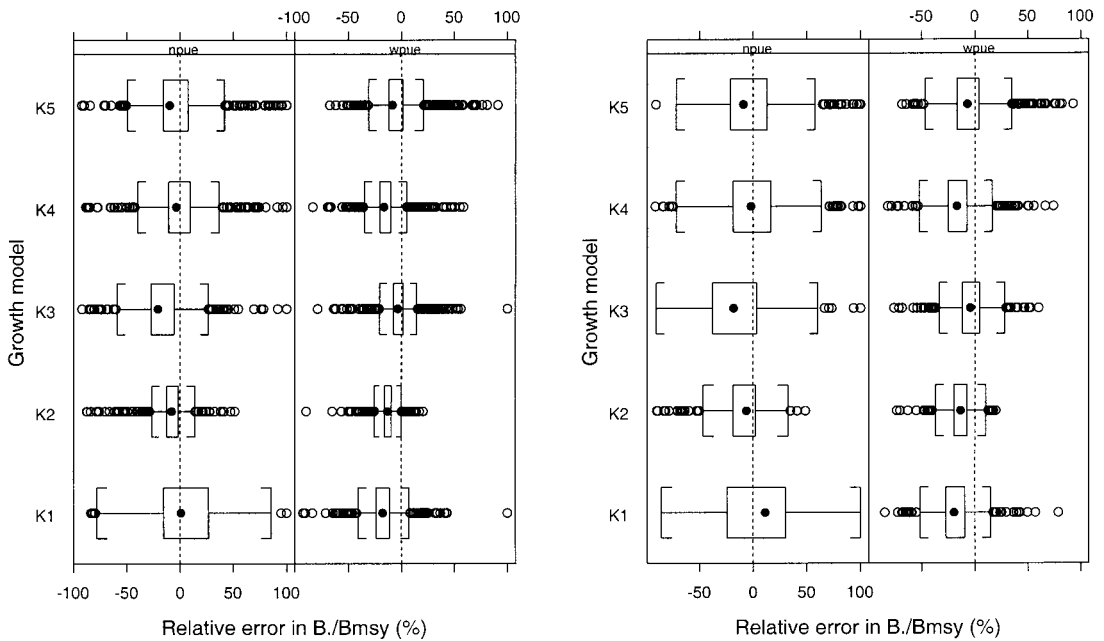 -100 -50 0 50 100
npue wpue
K5
K4
K3
K2
K1
Growth model
-100 -50 0 50 100
Relative error in B./Bmsy (%)
-50 0 50 100
npue wpue
K5
K4
K3
K2
K1
Growth model
-50 0 50 100
Relative error in B./Bmsy (%)